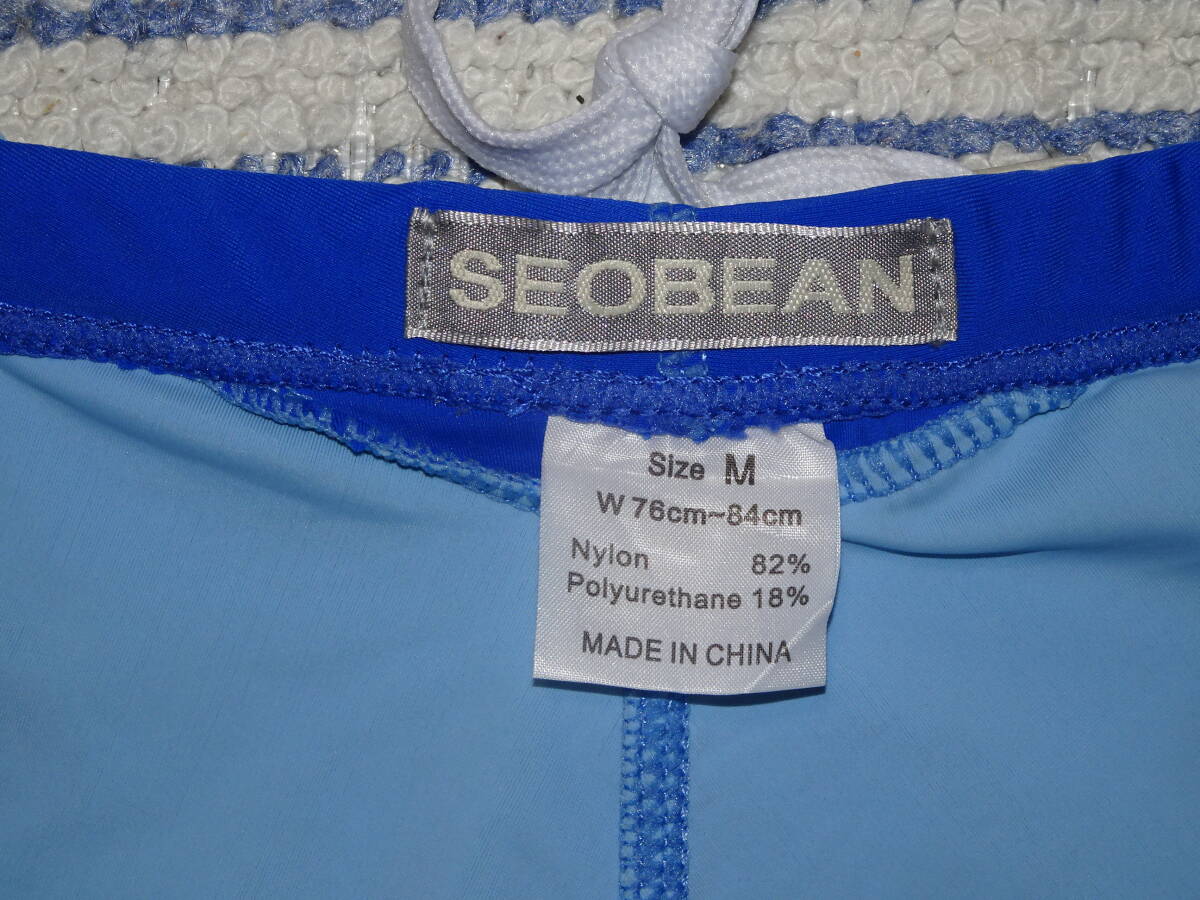 SEOBEAN
Size M
W 76cm~84cm
Nylon 82%
Polyurethane 18%
MADE IN CHINA